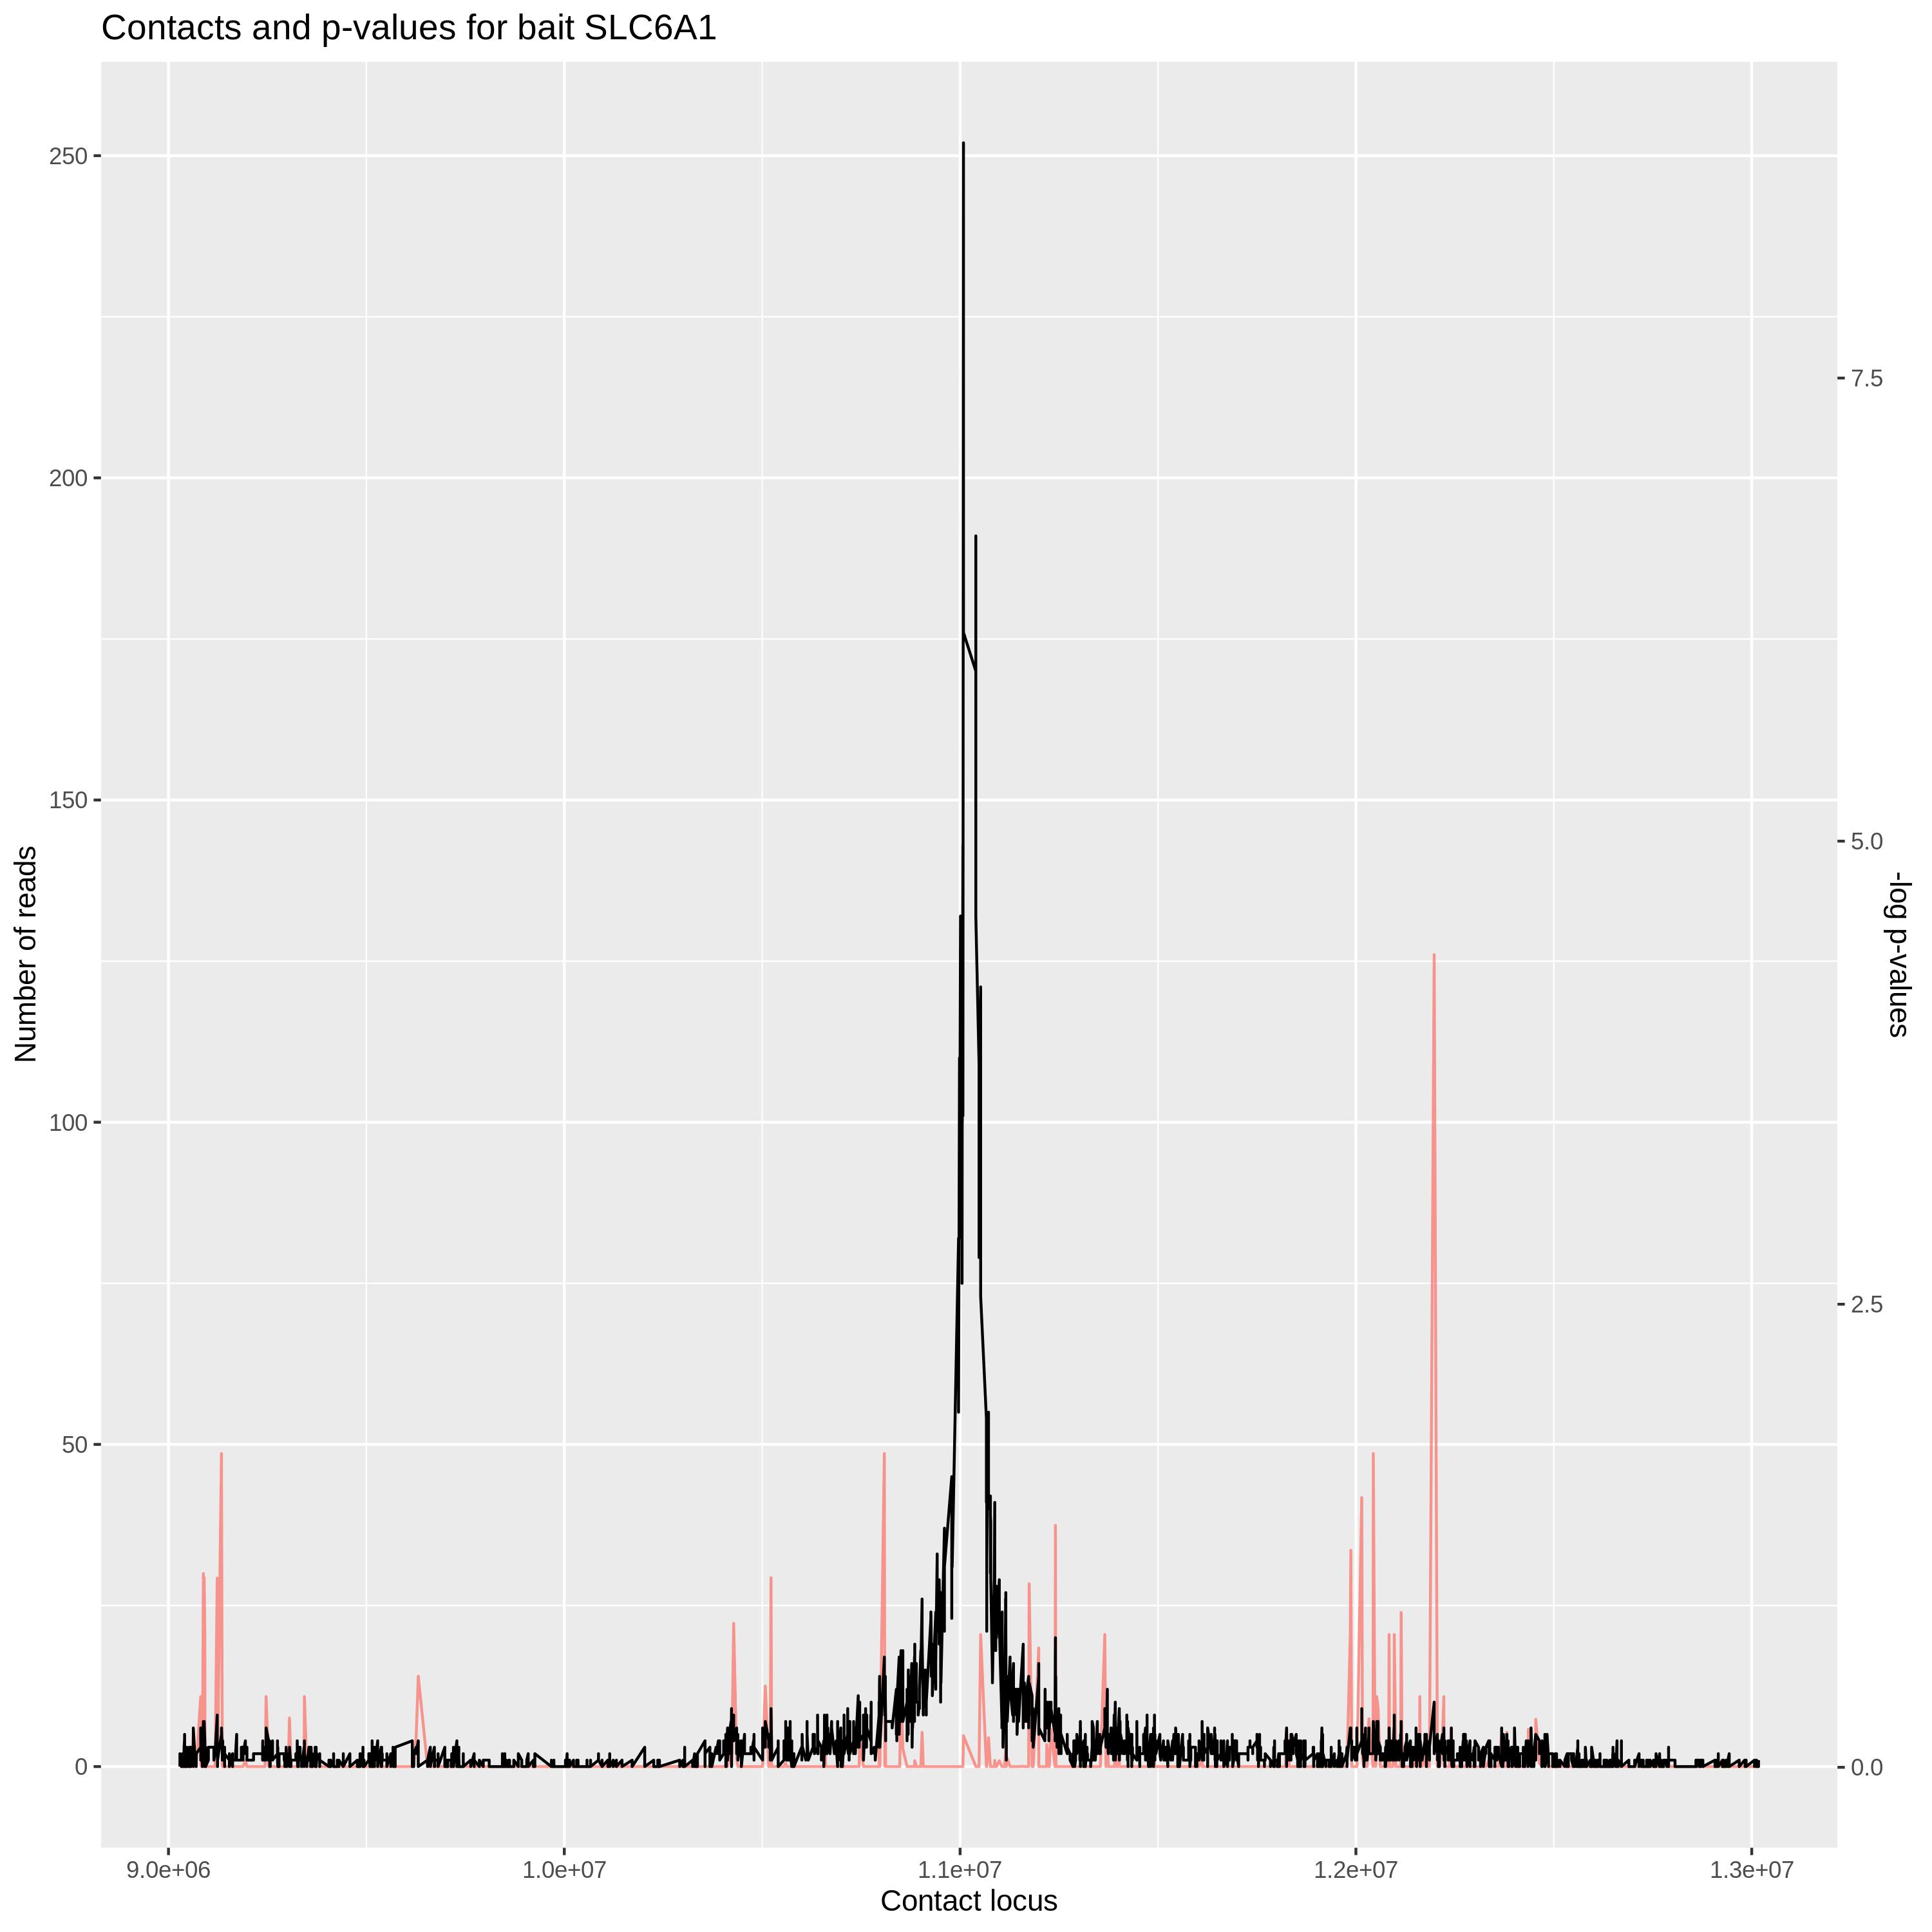 Contacts and p-values for bait SLC6A1
250
200
150
100
50
0
Number of reads
7.5
5.0
2.5
0.0
-log p-values
9.0e+06
1.0e+07
1.1e+07
1.2e+07
1.3e+07
Contact locus